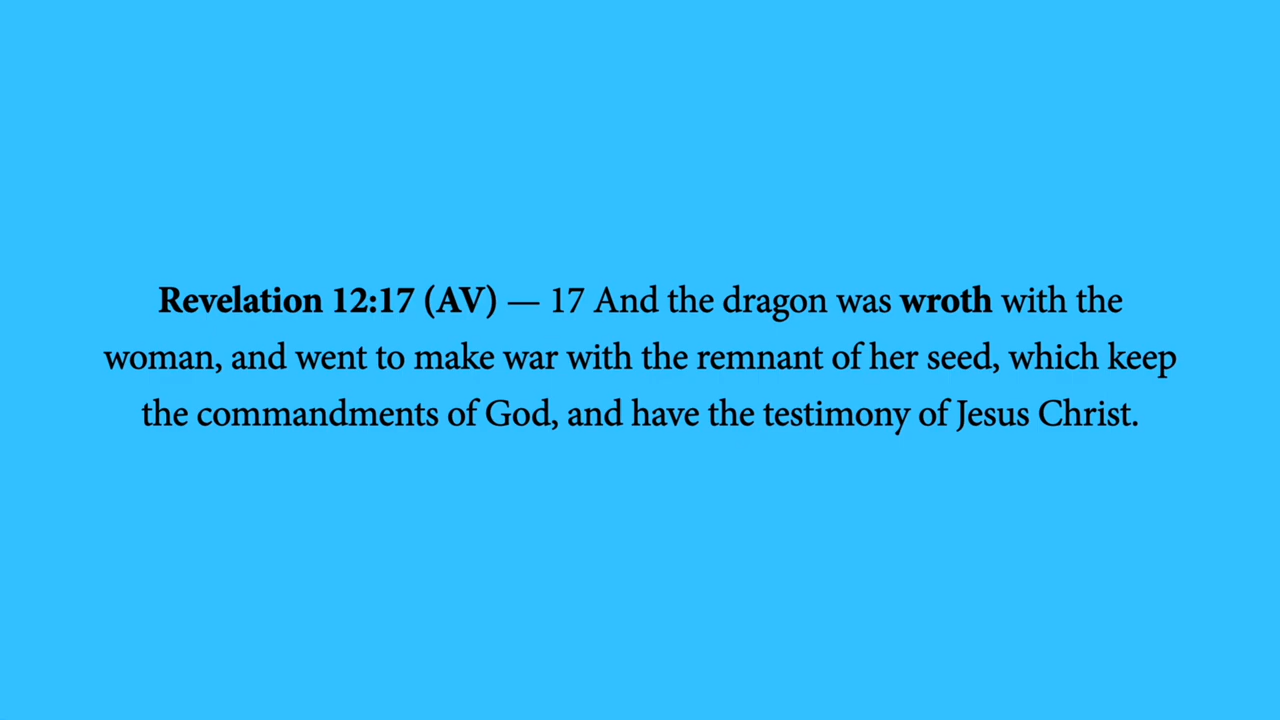 Revelation 12:17 (AV) — 17 And the dragon was wroth with the
woman, and went to make war with the remnant of her seed, which keep
the commandments of God, and have the testimony of Jesus Christ.